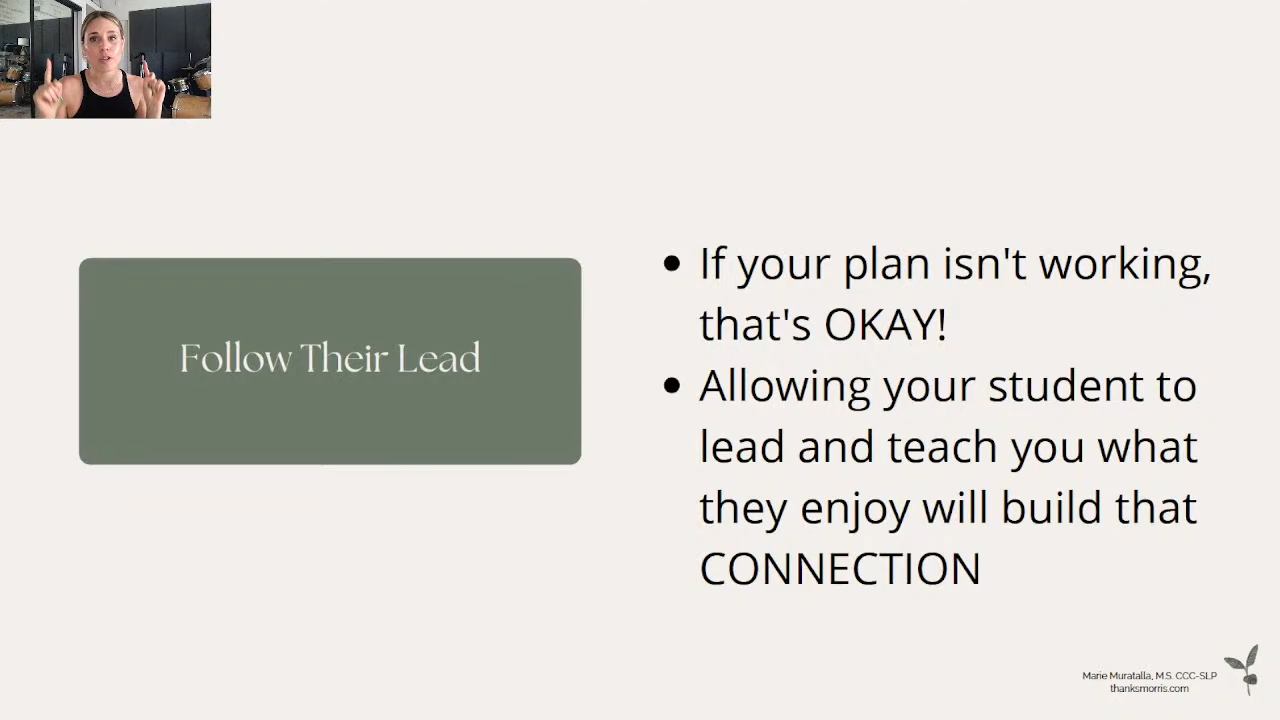 Follow Their Lead
If your plan isn't working,
that's OKAY!
Allowing your student to
lead and teach you what
they enjoy will build that
CONNECTION
Marie Muratalla, M.S. CCC-SLP
thanksmorris.com